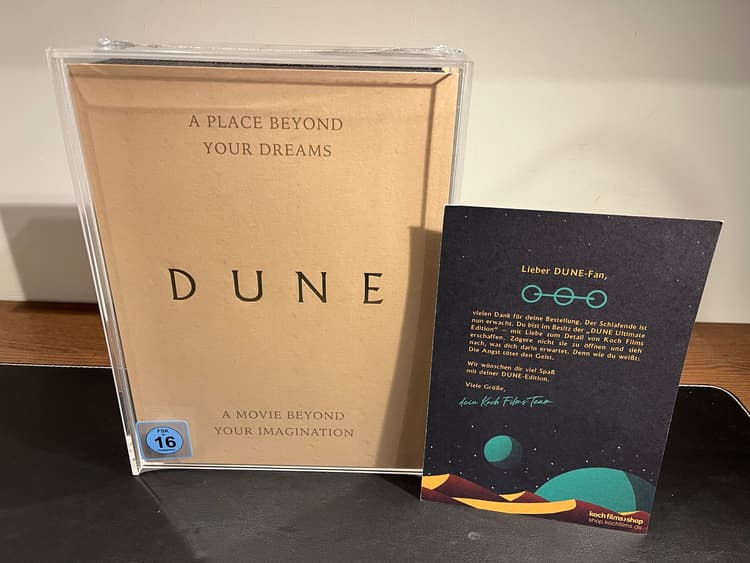 A PLACE BEYOND
YOUR DREAMS
DUNE
A MOVIE BEYOND
YOUR IMAGINATION
FSK
ab
16
freigegeben
Lieber DUNE-Fan,
vielen Dank für deine Bestellung. Der Schlafende ist
nun erwacht. Du bist im Besitz der „DUNE Ultimate
Edition“ – mit Liebe zum Detail von Koch Films
erschaffen. Zögere nicht sie zu öffnen und sieh
nach, was dich darin erwartet. Denn wie du weißt:
Die Angst tötet den Geist.
Wir wünschen dir viel Spaß
mit deiner DUNE-Edition.
Viele Grüße,
dein Koch Films Team
koch films shop
shop.kochfilms.de